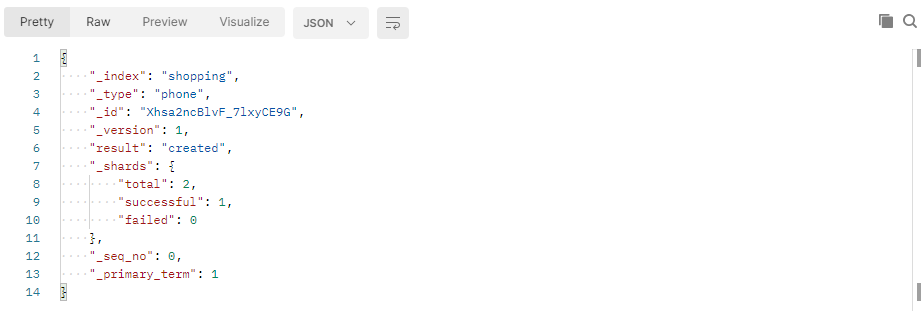 Pretty Raw Preview Visualize JSON
1 {
2 "_index": "shopping",
3 "_type": "phone",
4 "_id": "Xhsa2ncBlvF_7lxyCE9G",
5 "_version": 1,
6 "result": "created",
7 "_shards": {
8 "total": 2,
9 "successful": 1,
10 "failed": 0
11 },
12 "_seq_no": 0,
13 "_primary_term": 1
14 }